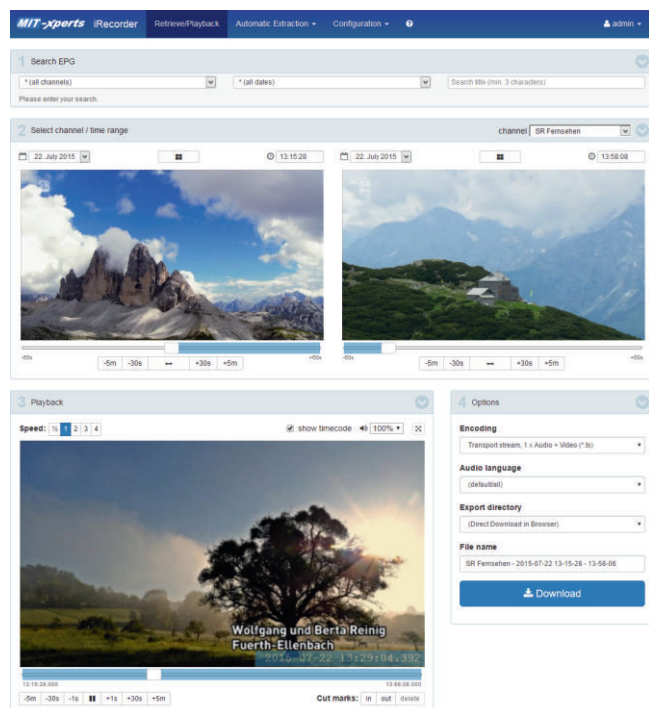 MIT-xperts iRecorder Retrieve/Playback Automatic Extraction Configuration admin
1 Search EPG
* (all channels) * (all dates) Search title (min. 3 characters)
Please enter your search.
2 Select channel / time range channel SR Fernsehen
22. July 2015 13:15:28 22. July 2015 13:58:08
-60s +60s -60s +60s
-5m -30s +30s +5m -5m -30s +30s +5m
3 Playback
Speed: ½ 1 2 3 4 show timecode 100%
Wolfgang und Berta Reinig
Fuerth-Ellenbach
2015-07-22 13:29:04.392
13:15:28.000 13:58:08.000
-5m -30s -1s +1s +30s +5m Cut marks: in out delete
4 Options
Encoding
Transport stream, 1 x Audio + Video (*.ts)
Audio language
(default/all)
Export directory
(Direct Download in Browser)
File name
SR Fernsehen - 2015-07-22 13-15-28 - 13-58-08
Download